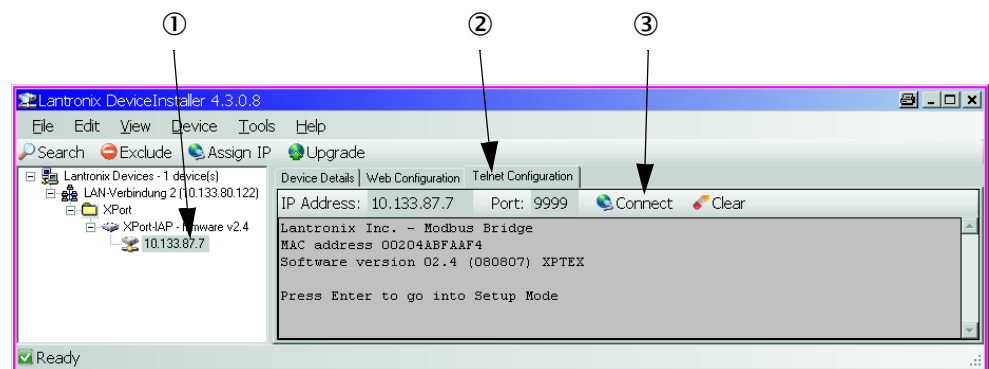 ① ② ③
Lantronix DeviceInstaller 4.3.0.8
File Edit View Device Tools Help
Search Exclude Assign IP Upgrade
Lantronix Devices - 1 device(s)
LAN-Verbindung 2 (10.133.80.122)
XPort
XPort-IAP - firmware v2.4
10.133.87.7
Device Details Web Configuration Telnet Configuration
IP Address: 10.133.87.7 Port: 9999 Connect Clear
Lantronix Inc. - Modbus Bridge
MAC address 00204ABFAAF4
Software version 02.4 (080807) XPTEX
Press Enter to go into Setup Mode
Ready